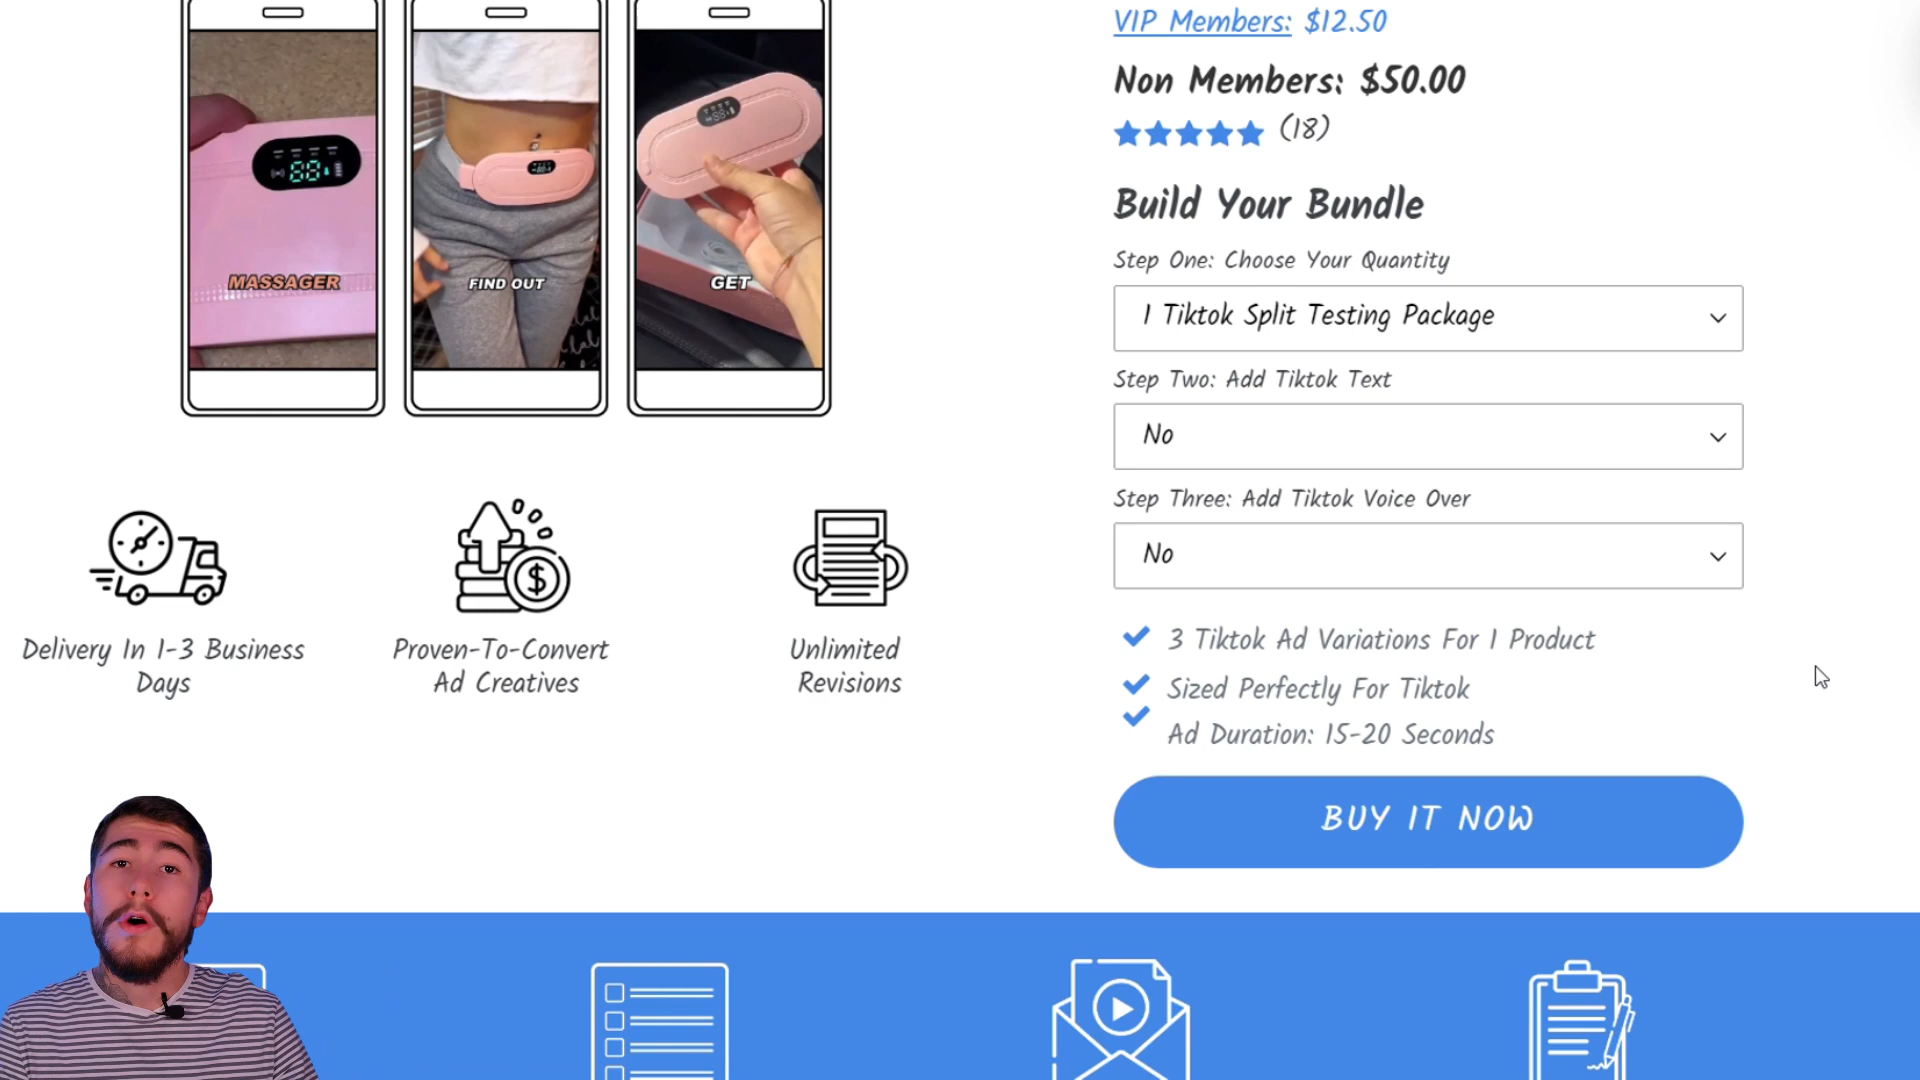 MASSAGER
FIND OUT
GET
Delivery In 1-3 Business
Days
Proven-To-Convert
Ad Creatives
Unlimited
Revisions
VIP Members: $12.50
Non Members: $50.00
(18)
Build Your Bundle
Step One: Choose Your Quantity
1 Tiktok Split Testing Package
Step Two: Add Tiktok Text
No
Step Three: Add Tiktok Voice Over
No
3 Tiktok Ad Variations For 1 Product
Sized Perfectly For Tiktok
Ad Duration: 15-20 Seconds
BUY IT NOW